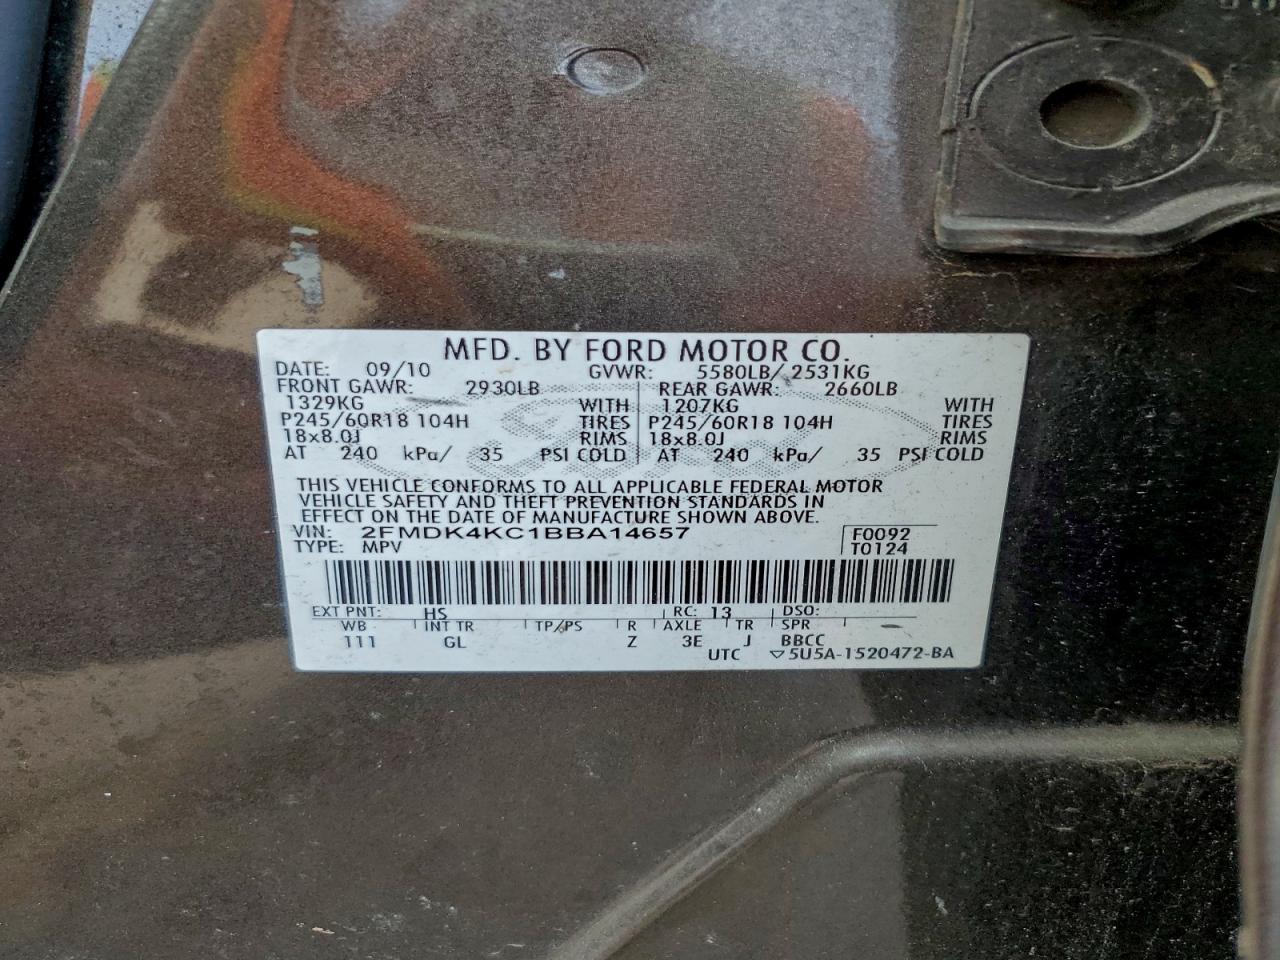 MFD. BY FORD MOTOR CO.
DATE: 09/10 GVWR: 5580LB/ 2531KG
FRONT GAWR: 2930LB REAR GAWR: 2660LB
1329KG WITH 1207KG WITH
P245/60R18 104H TIRES P245/60R18 104H TIRES
18x8.0J RIMS 18x8.0J RIMS
AT 240 kPa/ 35 PSI COLD AT 240 kPa/ 35 PSI COLD
THIS VEHICLE CONFORMS TO ALL APPLICABLE FEDERAL MOTOR
VEHICLE SAFETY AND THEFT PREVENTION STANDARDS IN
EFFECT ON THE DATE OF MANUFACTURE SHOWN ABOVE.
VIN: 2FMDK4KC1BBA14657 F0092
TYPE: MPV T0124
EXT PNT: HS RC: 13 DSO:
WB INT TR TP/PS R AXLE TR SPR
111 GL Z 3E J BBCC
UTC ▽5U5A-1520472-BA